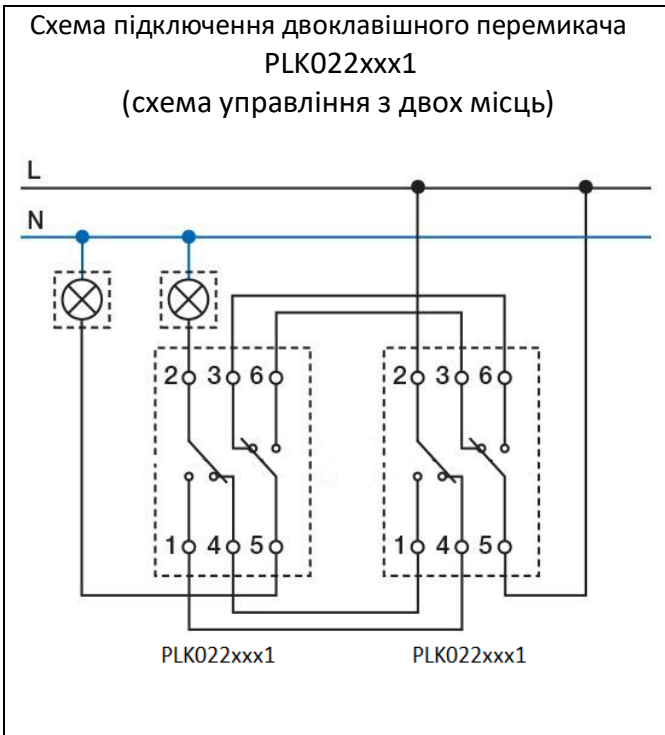 Схема підключення двоклавішного перемикача
PLK022xxx1
(схема управління з двох місць)
L
N
2 3 6 2 3 6
1 4 5 1 4 5
PLK022xxx1 PLK022xxx1